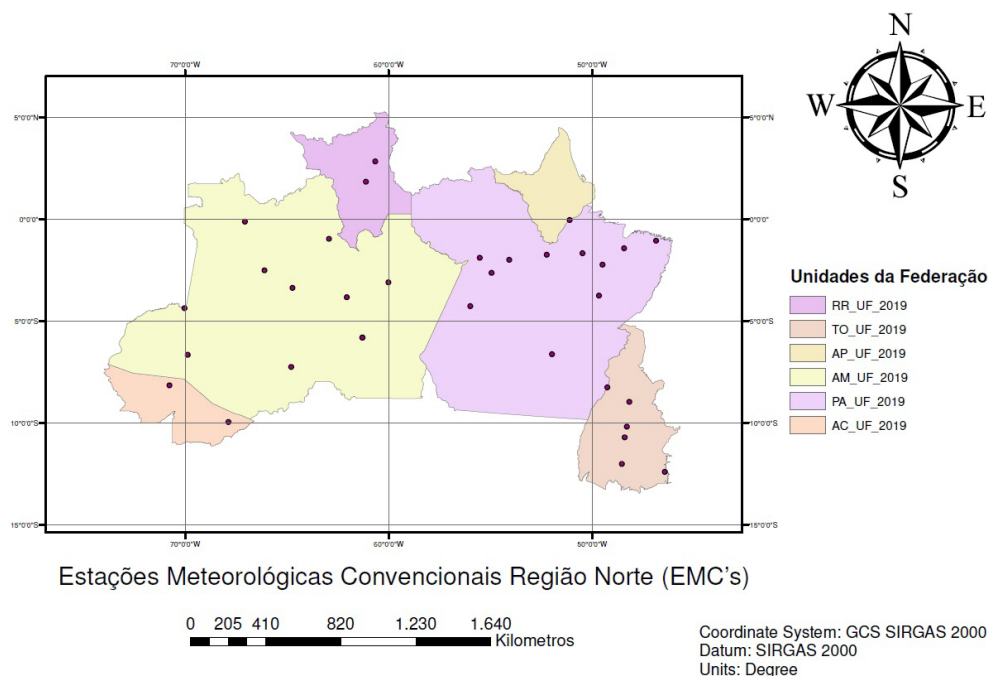 N
W E
S
70°0'0"W 60°0'0"W 50°0'0"W
5°0'0"N 5°0'0"N
0°0'0" 0°0'0"
5°0'0"S 5°0'0"S
10°0'0"S 10°0'0"S
15°0'0"S 15°0'0"S
70°0'0"W 60°0'0"W 50°0'0"W
Unidades da Federação
RR_UF_2019
TO_UF_2019
AP_UF_2019
AM_UF_2019
PA_UF_2019
AC_UF_2019
Estações Meteorológicas Convencionais Região Norte (EMC's)
0 205 410 820 1.230 1.640
Kilometros
Coordinate System: GCS SIRGAS 2000
Datum: SIRGAS 2000
Units: Degree